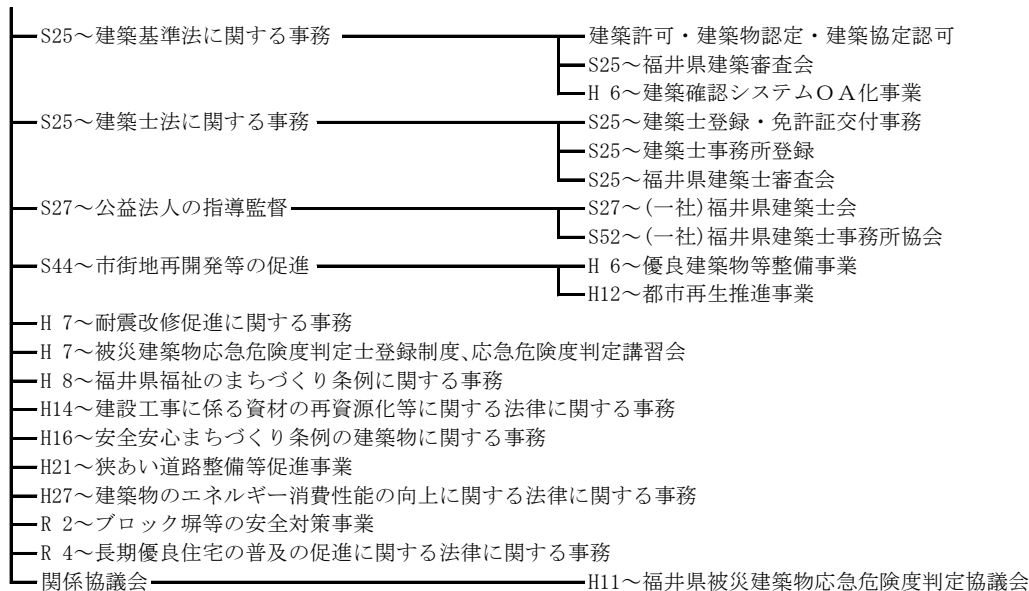 S25～建築基準法に関する事務 建築許可・建築物認定・建築協定認可
S25～福井県建築審査会
H 6～建築確認システムＯＡ化事業
S25～建築士法に関する事務 S25～建築士登録・免許証交付事務
S25～建築士事務所登録
S25～福井県建築士審査会
S27～公益法人の指導監督 S27～(一社)福井県建築士会
S52～(一社)福井県建築士事務所協会
S44～市街地再開発等の促進 H 6～優良建築物等整備事業
H12～都市再生推進事業
H 7～耐震改修促進に関する事務
H 7～被災建築物応急危険度判定士登録制度、応急危険度判定講習会
H 8～福井県福祉のまちづくり条例に関する事務
H14～建設工事に係る資材の再資源化等に関する法律に関する事務
H16～安全安心まちづくり条例の建築物に関する事務
H21～狭あい道路整備等促進事業
H27～建築物のエネルギー消費性能の向上に関する法律に関する事務
R 2～ブロック塀等の安全対策事業
R 4～長期優良住宅の普及の促進に関する法律に関する事務
関係協議会 H11～福井県被災建築物応急危険度判定協議会